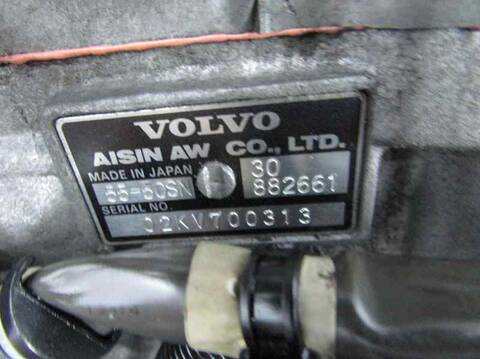 VOLVO
AISIN AW CO., LTD.
MADE IN JAPAN 30
55-50SN 882661
SERIAL NO.
02KV700313